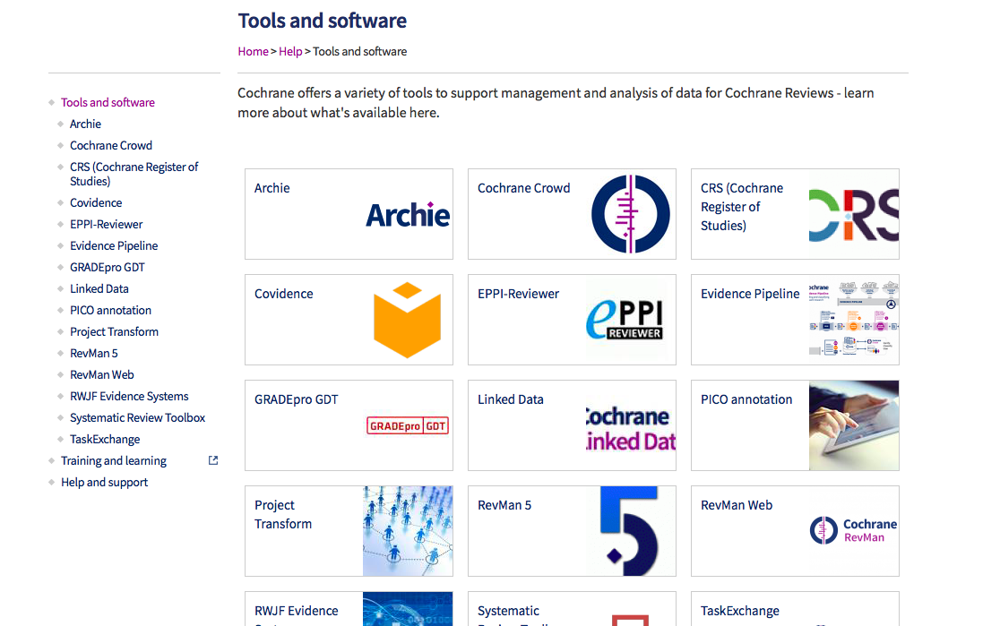 Tools and software
Home > Help > Tools and software
Tools and software
Archie
Cochrane Crowd
CRS (Cochrane Register of
Studies)
Covidence
EPPI-Reviewer
Evidence Pipeline
GRADEpro GDT
Linked Data
PICO annotation
Project Transform
RevMan 5
RevMan Web
RWJF Evidence Systems
Systematic Review Toolbox
TaskExchange
Training and learning
Help and support
Cochrane offers a variety of tools to support management and analysis of data for Cochrane Reviews - learn
more about what's available here.
Archie
Archie
Cochrane Crowd
CRS (Cochrane
Register of
Studies)
CRS
Covidence
EPPI-Reviewer
ePPI
REVIEWER
Evidence Pipeline
GRADEpro GDT
GRADEpro GDT
Linked Data
ochrane
inked Dat
PICO annotation
Project
Transform
RevMan 5
5
RevMan Web
Cochrane
RevMan
RWJF Evidence
Systematic
TaskExchange